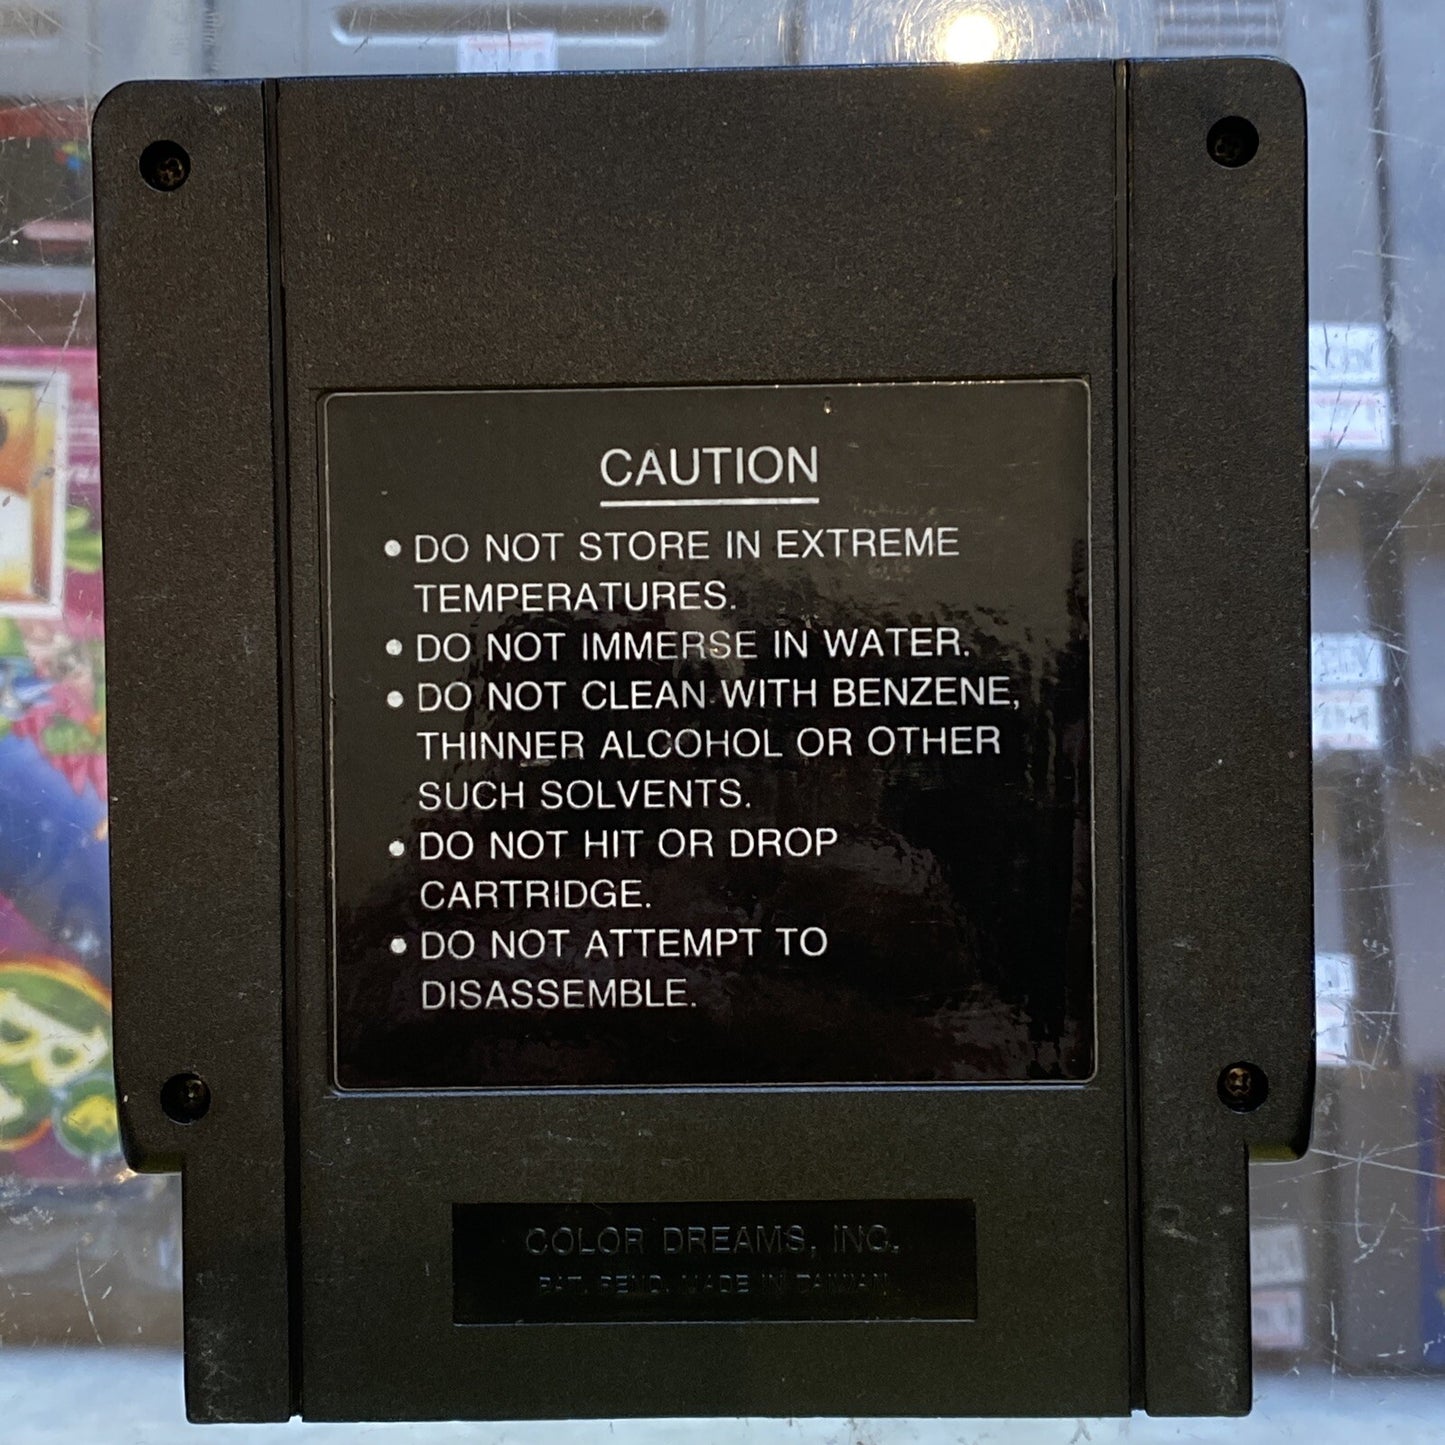 CAUTION
• DO NOT STORE IN EXTREME
TEMPERATURES.
• DO NOT IMMERSE IN WATER.
• DO NOT CLEAN WITH BENZENE,
THINNER ALCOHOL OR OTHER
SUCH SOLVENTS.
• DO NOT HIT OR DROP
CARTRIDGE.
• DO NOT ATTEMPT TO
DISASSEMBLE.
COLOR DREAMS, INC.
PAT. PEND. MADE IN TAIWAN